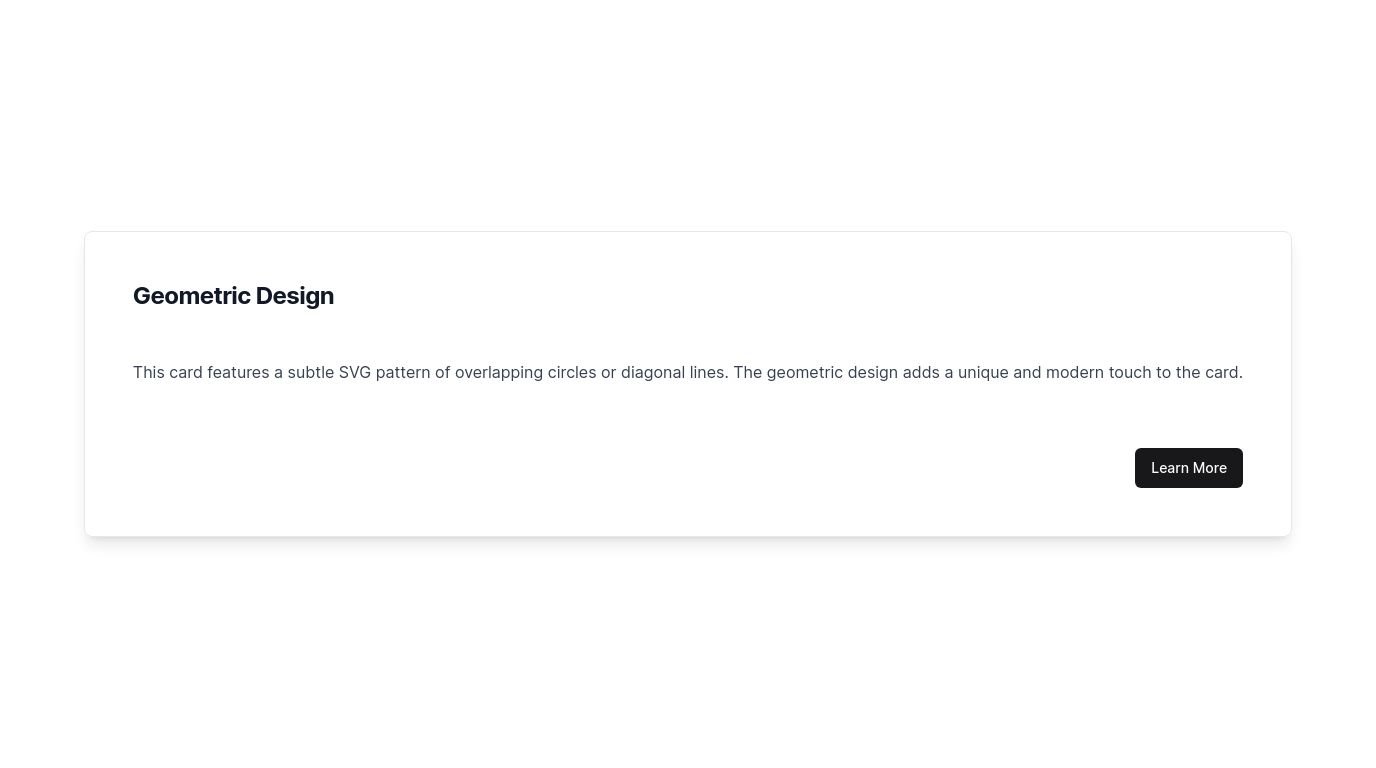 Geometric Design
This card features a subtle SVG pattern of overlapping circles or diagonal lines. The geometric design adds a unique and modern touch to the card.
Learn More